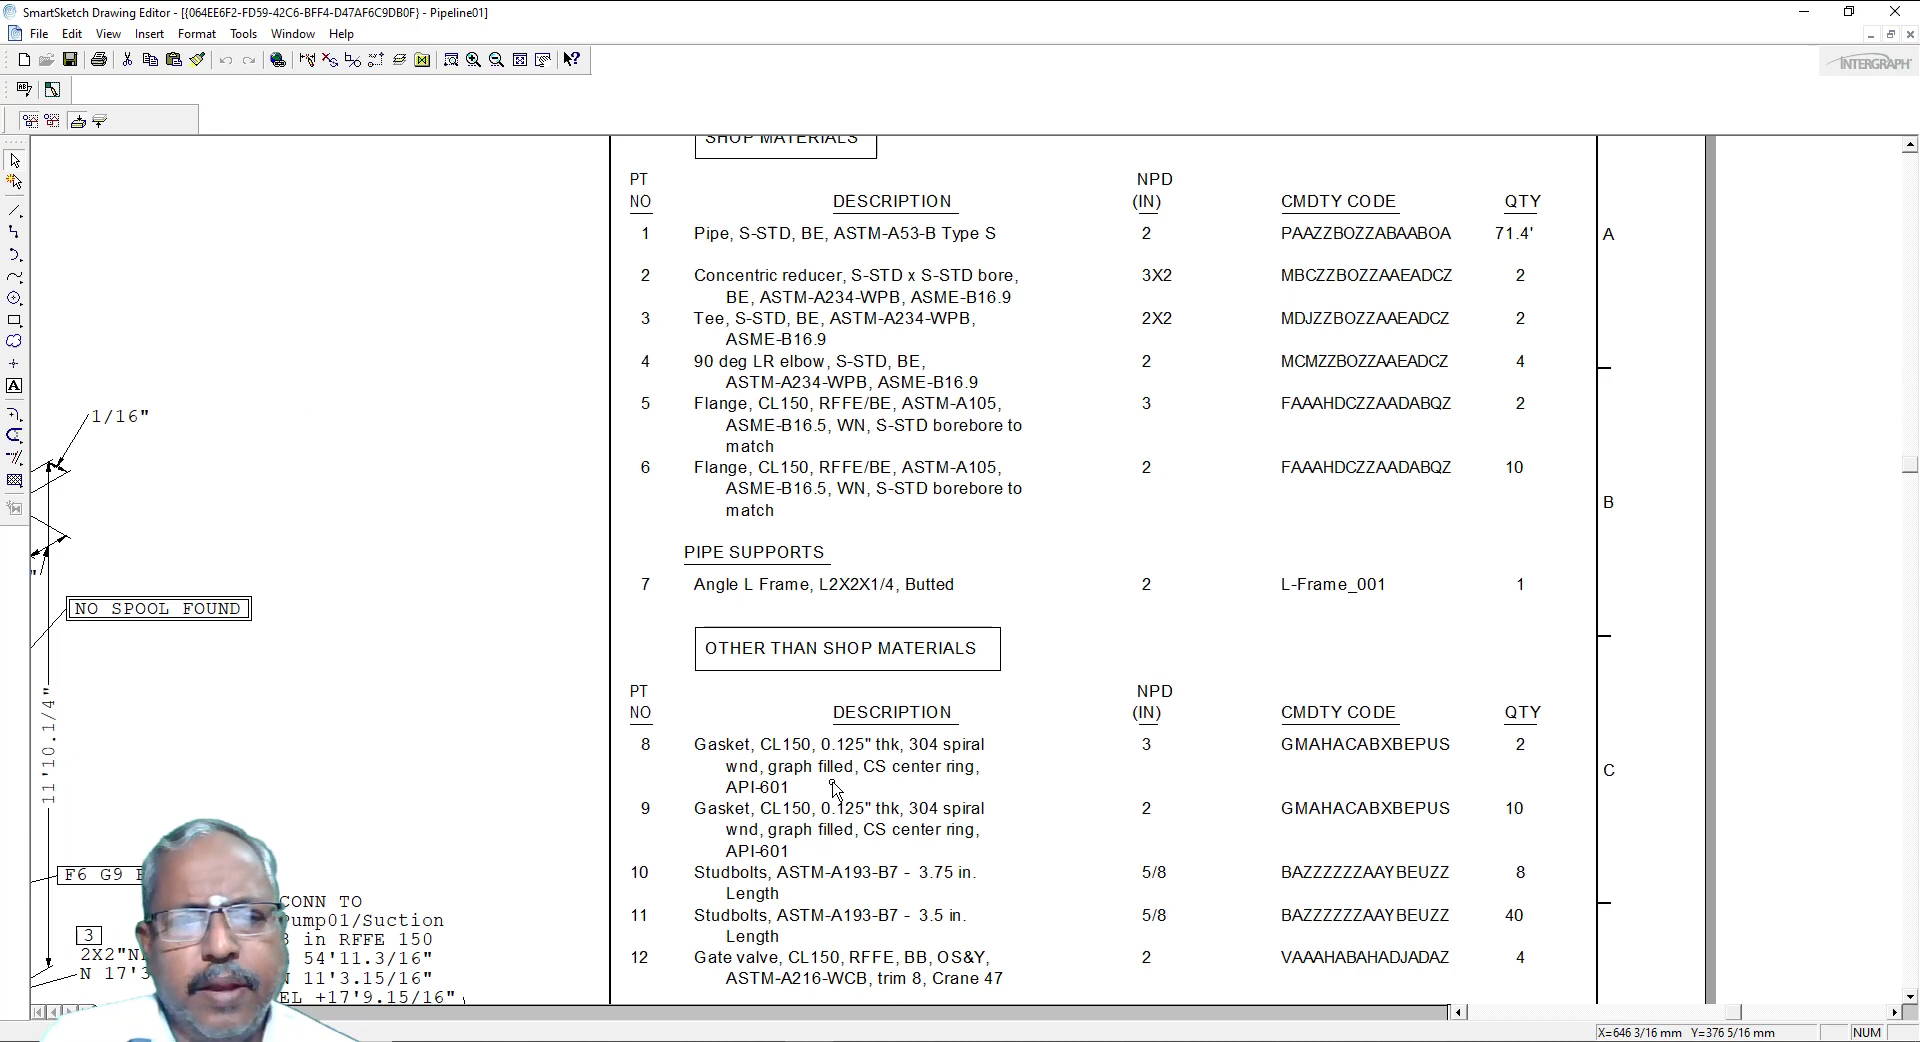 SmartSketch Drawing Editor - [{064EE6F2-FD59-42C6-BFF4-D47AF6C9DB0F} - Pipeline01]
File Edit View Insert Format Tools Window Help
INTERGRAPH
SHOP MATERIALS
PT NO DESCRIPTION NPD (IN) CMDTY CODE QTY
1 Pipe, S-STD, BE, ASTM-A53-B Type S 2 PAAZZBOZZABAABOA 71.4'
2 Concentric reducer, S-STD x S-STD bore, 3X2 MBCZZBOZZAAEADCZ 2
BE, ASTM-A234-WPB, ASME-B16.9
3 Tee, S-STD, BE, ASTM-A234-WPB, 2X2 MDJZZBOZZAAEADCZ 2
ASME-B16.9
4 90 deg LR elbow, S-STD, BE, 2 MCMZZBOZZAAEADCZ 4
ASTM-A234-WPB, ASME-B16.9
5 Flange, CL150, RFFE/BE, ASTM-A105, 3 FAAAHDCZZAADABQZ 2
ASME-B16.5, WN, S-STD borebore to
match
6 Flange, CL150, RFFE/BE, ASTM-A105, 2 FAAAHDCZZAADABQZ 10
ASME-B16.5, WN, S-STD borebore to
match
PIPE SUPPORTS
7 Angle L Frame, L2X2X1/4, Butted 2 L-Frame_001 1
OTHER THAN SHOP MATERIALS
PT NO DESCRIPTION NPD (IN) CMDTY CODE QTY
8 Gasket, CL150, 0.125" thk, 304 spiral 3 GMAHACABXBEPUS 2
wnd, graph filled, CS center ring,
API-601
9 Gasket, CL150, 0.125" thk, 304 spiral 2 GMAHACABXBEPUS 10
wnd, graph filled, CS center ring,
API-601
10 Studbolts, ASTM-A193-B7 - 3.75 in. 5/8 BAZZZZZAAYBEUZZ 8
Length
11 Studbolts, ASTM-A193-B7 - 3.5 in. 5/8 BAZZZZZAAYBEUZZ 40
Length
12 Gate valve, CL150, RFFE, BB, OS&Y, 2 VAAAHABAHADJADAZ 4
ASTM-A216-WCB, trim 8, Crane 47
A
B
C
1/16"
NO SPOOL FOUND
11'10.1/4"
F6 G9
3
2X2"
N 17'3
CONN TO
Pump01/Suction
3 in RFFE 150
54'11.3/16"
N 11'3.15/16"
EL +17'9.15/16"
X=646 3/16 mm Y=376 5/16 mm NUM